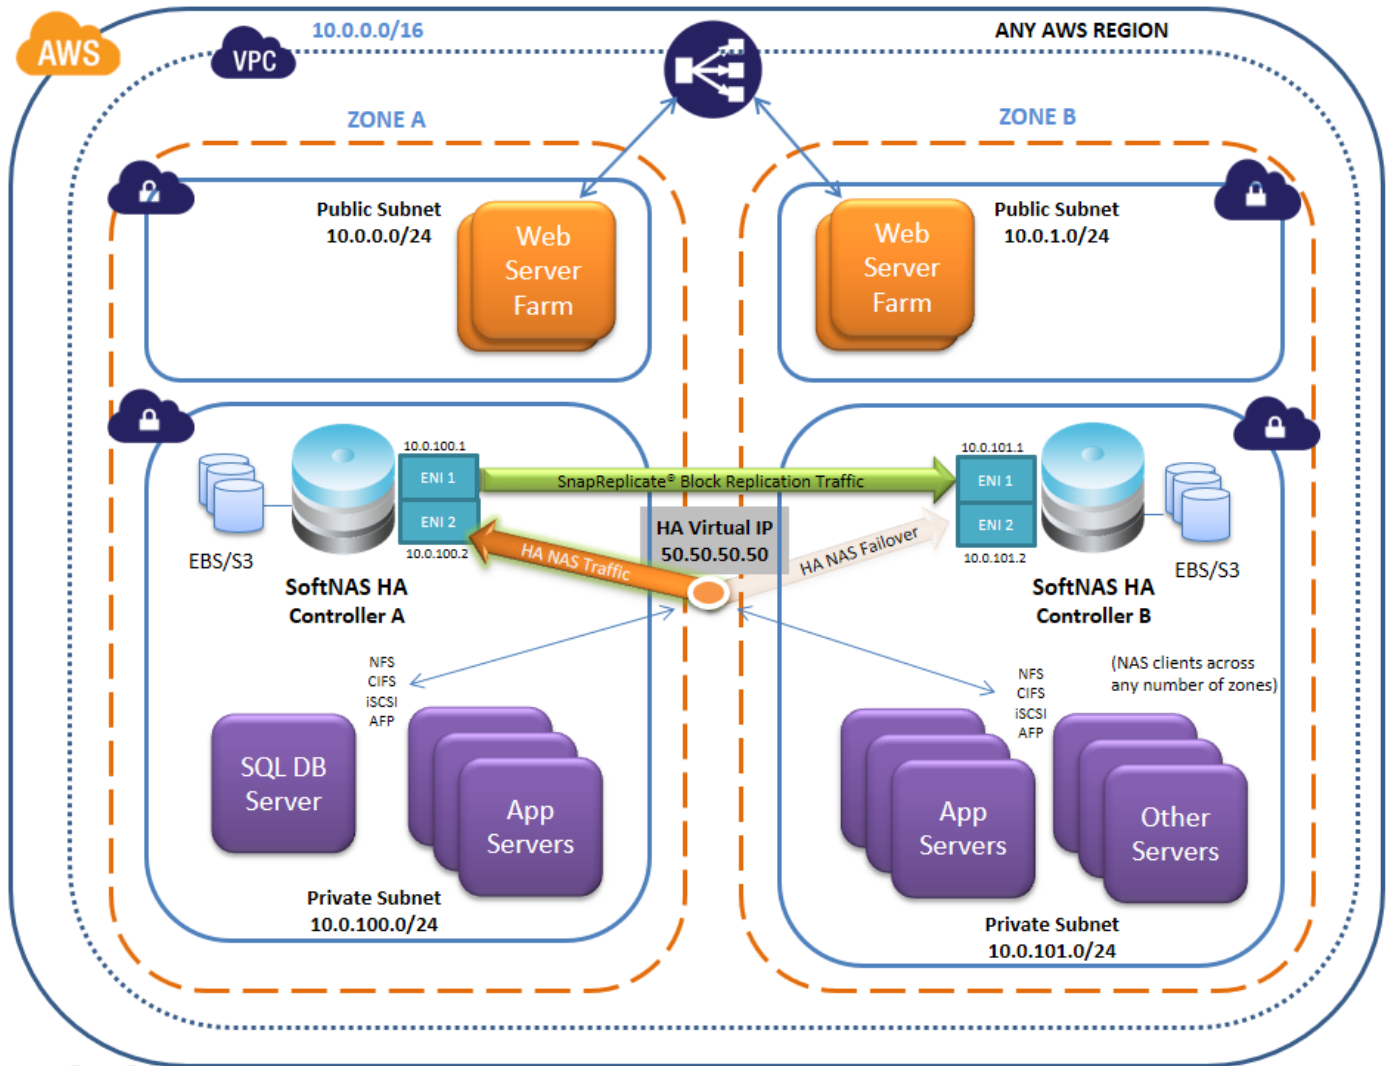 AWS
VPC
10.0.0.0/16
ANY AWS REGION
ZONE A
ZONE B
Public Subnet
10.0.0.0/24
Web
Server
Farm
Web
Server
Farm
Public Subnet
10.0.1.0/24
10.0.100.1
ENI 1
ENI 2
10.0.100.2
EBS/S3
SoftNAS HA
Controller A
SnapReplicate® Block Replication Traffic
HA Virtual IP
50.50.50.50
HA NAS Traffic
HA NAS Failover
10.0.101.1
ENI 1
ENI 2
10.0.101.2
EBS/S3
SoftNAS HA
Controller B
NFS
CIFS
iSCSI
AFP
(NAS clients across
any number of zones)
NFS
CIFS
iSCSI
AFP
SQL DB
Server
App
Servers
App
Servers
Other
Servers
Private Subnet
10.0.100.0/24
Private Subnet
10.0.101.0/24